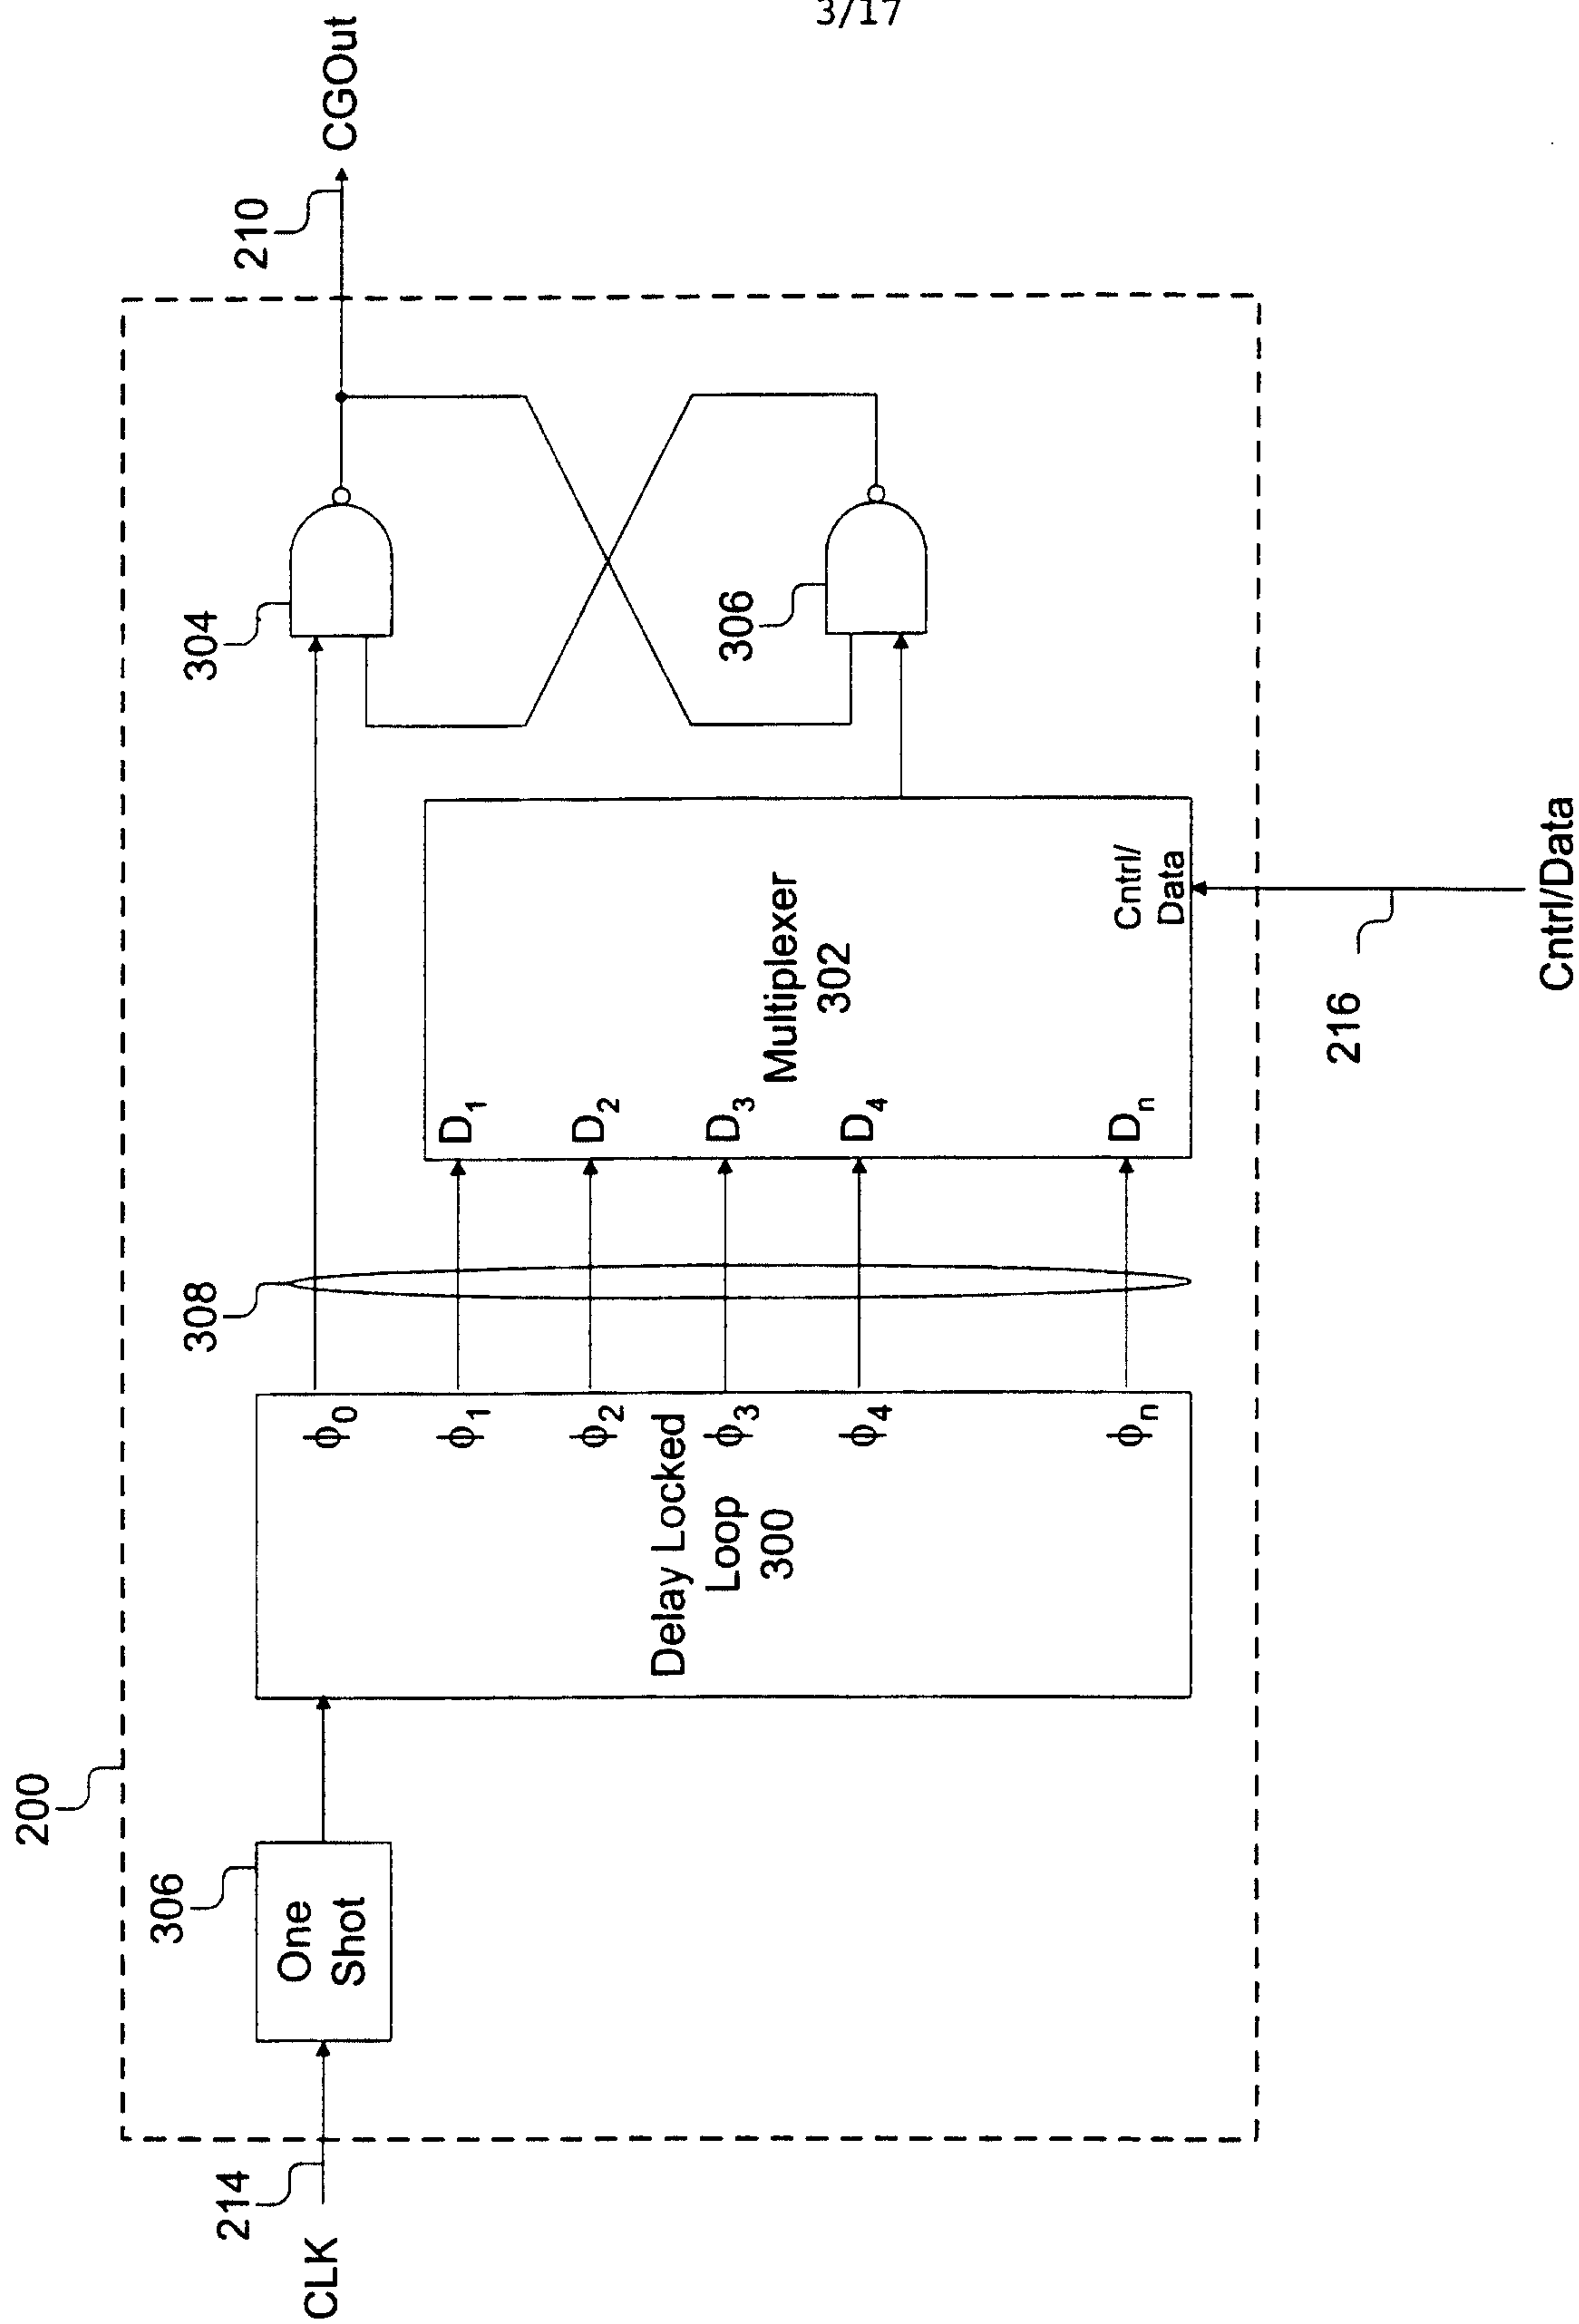 3/17
200
CLK
214
306
One
Shot
Delay Locked
Loop
300
ϕ0
ϕ1
ϕ2
ϕ3
ϕ4
ϕn
308
D1
D2
D3
D4
Dn
Multiplexer
302
Cntrl/
Data
216
Cntrl/Data
304
306
210
CGOut